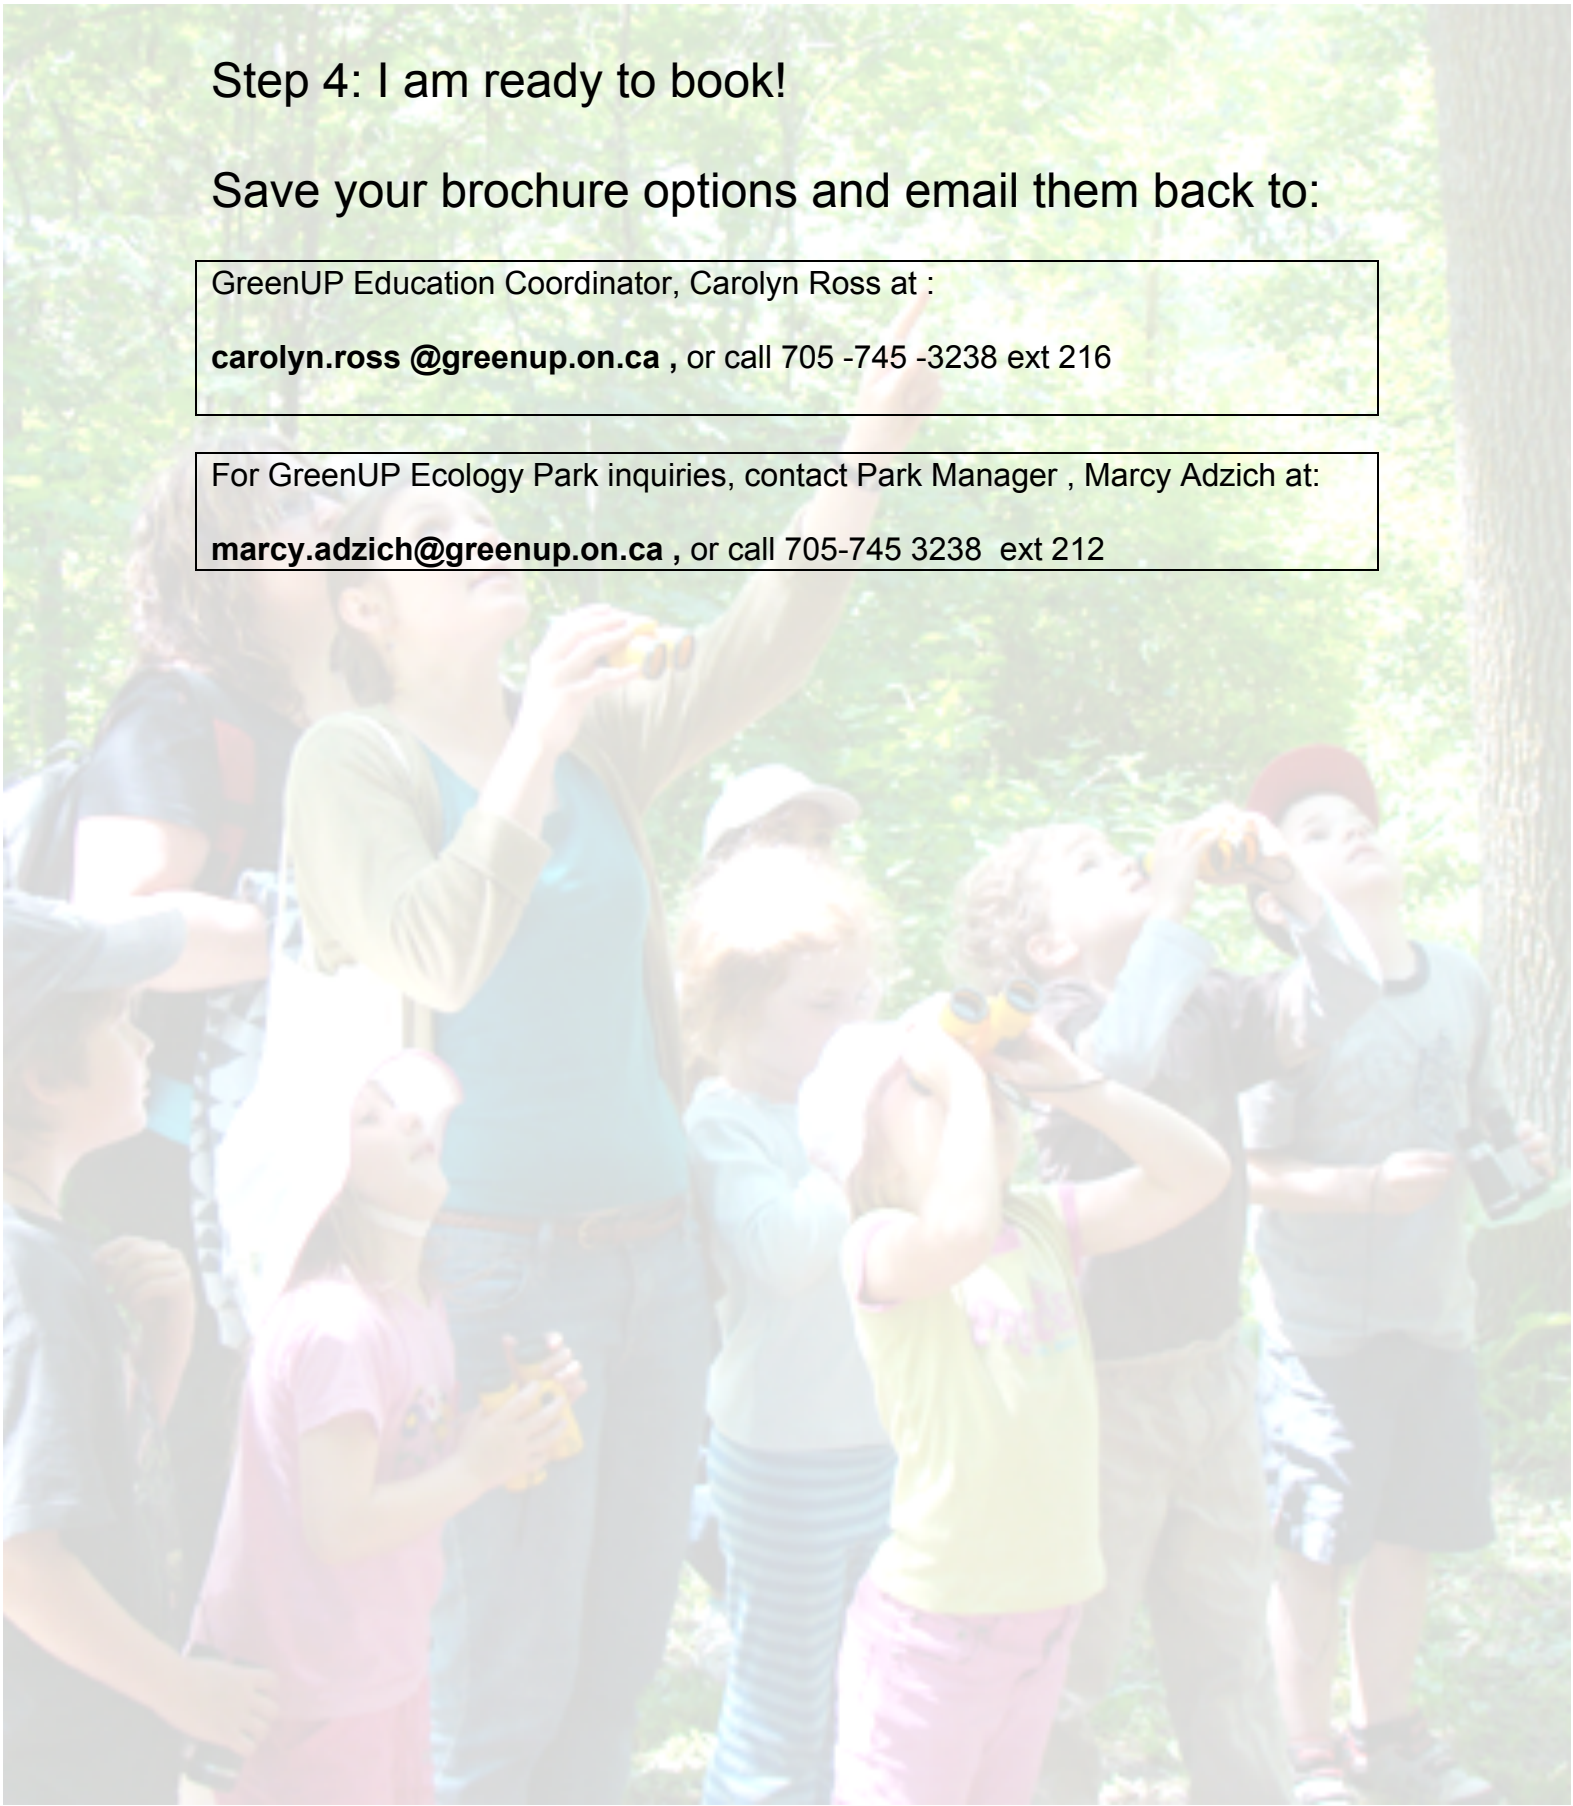 Step 4: I am ready to book!
Save your brochure options and email them back to:
GreenUP Education Coordinator, Carolyn Ross at :
carolyn.ross @greenup.on.ca , or call 705 -745 -3238 ext 216
For GreenUP Ecology Park inquiries, contact Park Manager , Marcy Adzich at:
marcy.adzich@greenup.on.ca , or call 705-745 3238  ext 212